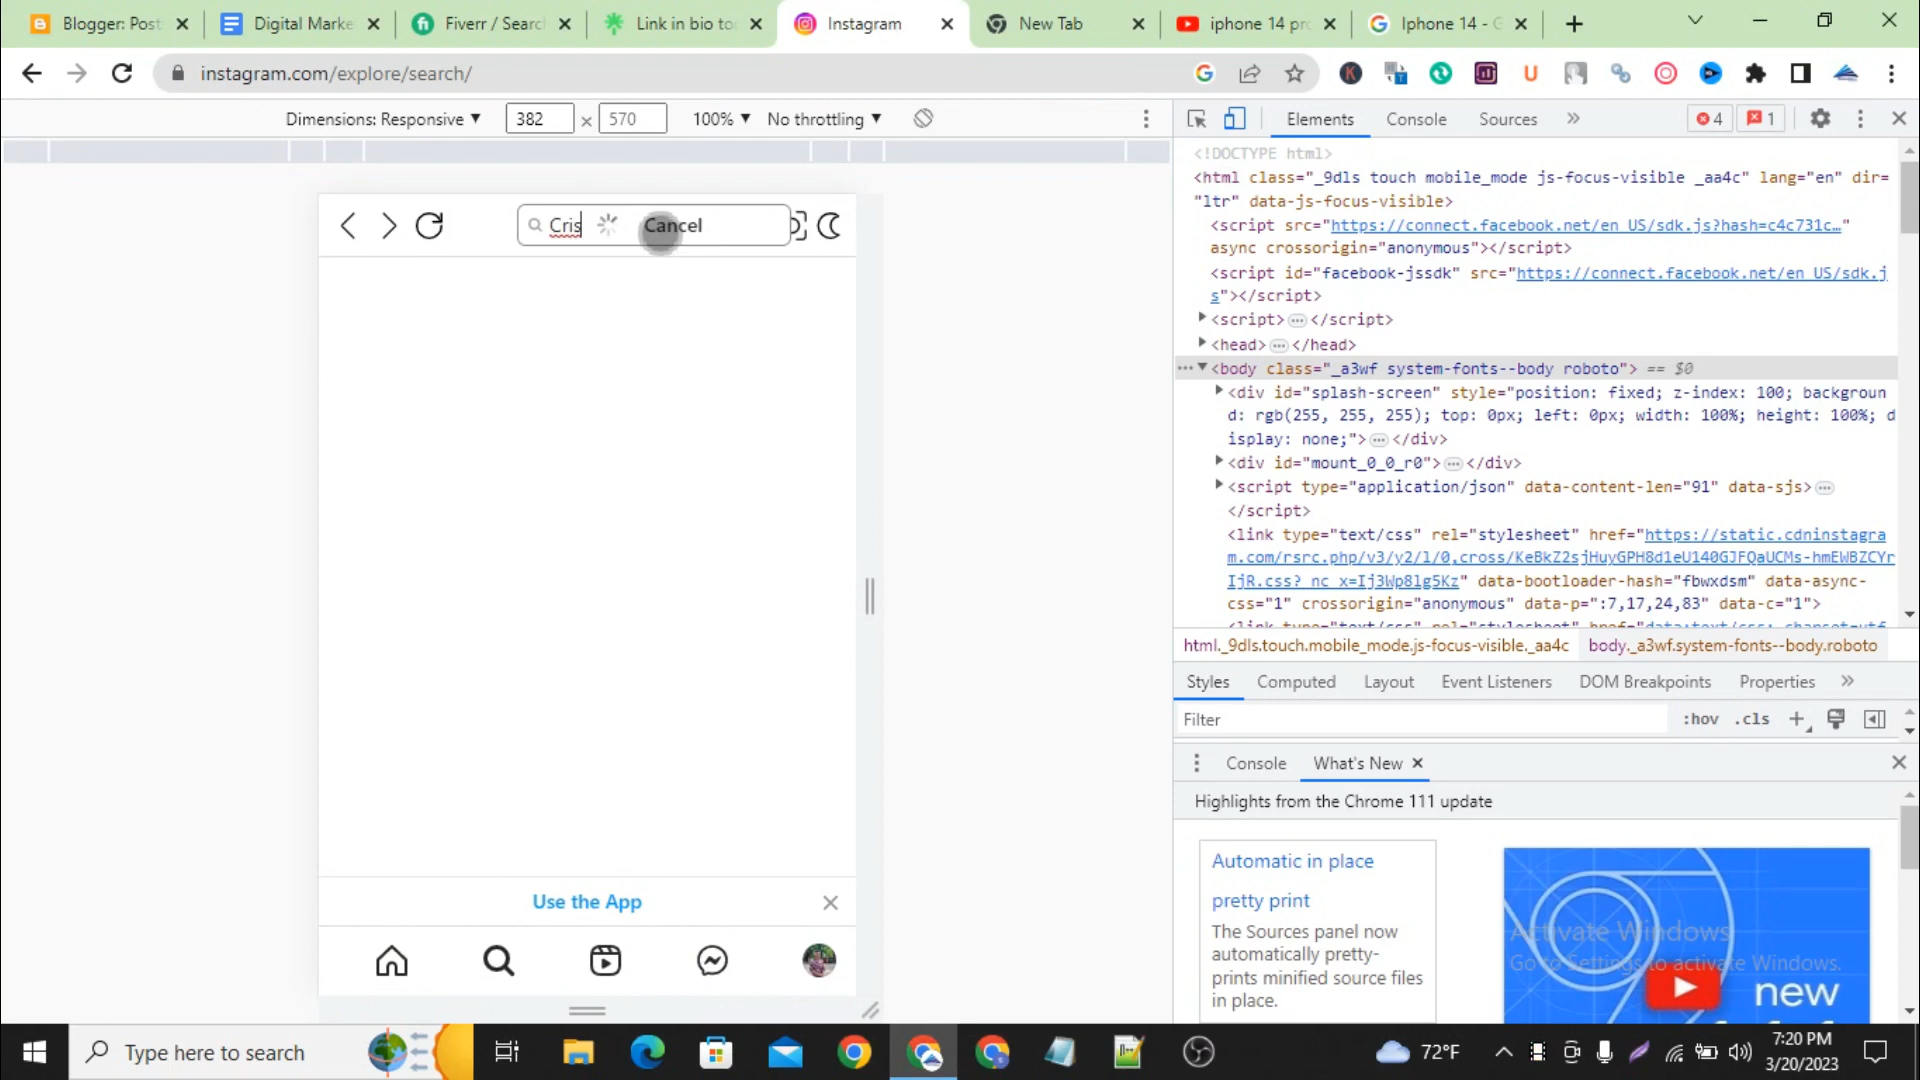 Blogger: Post
Digital Marke
Fiverr / Searc
Link in bio to
Instagram
New Tab
iphone 14 pr
Iphone 14 - G
instagram.com/explore/search/
Dimensions: Responsive
382 × 570
100%
No throttling
Elements
Console
Sources
4
1
Cris
Cancel
Use the App
<!DOCTYPE html>
<html class="_9dls touch mobile_mode js-focus-visible _aa4c" lang="en" dir=
"ltr" data-js-focus-visible>
<script src="https://connect.facebook.net/en_US/sdk.js?hash=c4c731c…"
async crossorigin="anonymous"></script>
<script id="facebook-jssdk" src="https://connect.facebook.net/en_US/sdk.j
s"></script>
<script>…</script>
<head>…</head>
<body class="_a3wf system-fonts--body roboto"> == $0
<div id="splash-screen" style="position: fixed; z-index: 100; backgroun
d: rgb(255, 255, 255); top: 0px; left: 0px; width: 100%; height: 100%; d
isplay: none;">…</div>
<div id="mount_0_0_r0">…</div>
<script type="application/json" data-content-len="91" data-sjs>…
</script>
<link type="text/css" rel="stylesheet" href="https://static.cdninstagra
m.com/rsrc.php/v3/y2/l/0,cross/KeBkZ2sjHuyGPH8d1eU140GJFQaUCMs-hmEWBZCYr
IjR.css?_nc_x=Ij3Wp8lg5Kz" data-bootloader-hash="fbwxdsm" data-async-
css="1" crossorigin="anonymous" data-p=":7,17,24,83" data-c="1">
<link type="text/css" rel="stylesheet" href="data:text/css; charset=utf
html._9dls.touch.mobile_mode.js-focus-visible._aa4c
body._a3wf.system-fonts--body.roboto
Styles
Computed
Layout
Event Listeners
DOM Breakpoints
Properties
Filter
:hov
.cls
Console
What's New
Highlights from the Chrome 111 update
Automatic in place
pretty print
The Sources panel now
automatically pretty-
prints minified source files
in place.
Activate Windows
Go to Settings to activate Windows.
new
Type here to search
72°F
7:20 PM
3/20/2023